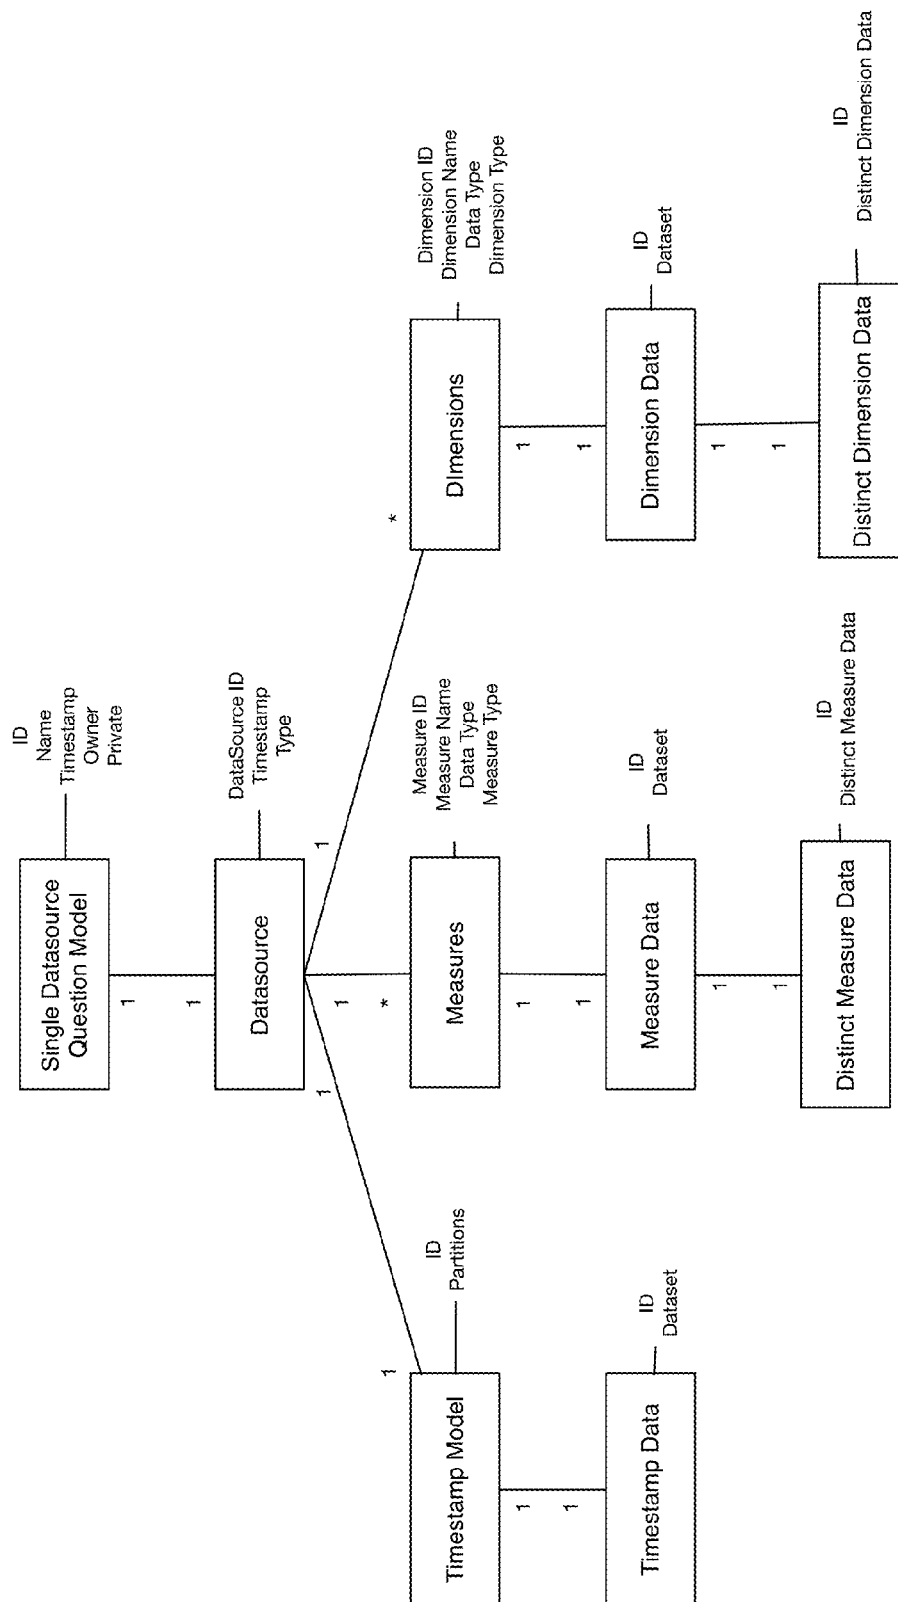 ID
Name
Timestamp
Owner
Private
Single Datasource
Question Model
1
1
DataSource ID
Timestamp
Type
Datasource
1
1
1
1
*
*
ID
Partitions
Timestamp Model
Measure ID
Measure Name
Data Type
Measure Type
Measures
Dimension ID
Dimension Name
Data Type
Dimension Type
DImensions
1
1
1
1
1
1
ID
Dataset
Timestamp Data
ID
Dataset
Measure Data
ID
Dataset
Dimension Data
1
1
1
1
ID
Distinct Measure Data
Distinct Measure Data
ID
Distinct Dimension Data
Distinct Dimension Data